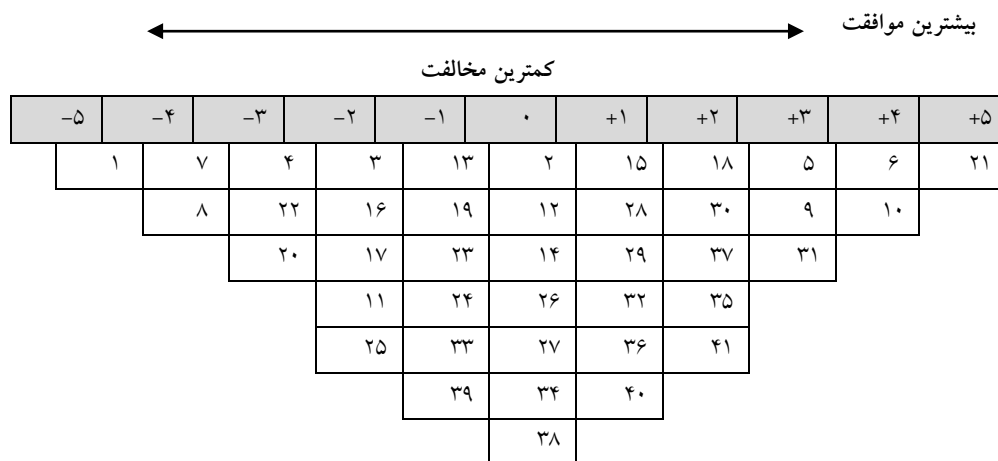 بیشترین موافقت
کمترین مخالفت
−۵ −۴ −۳ −۲ −۱ ۰ +۱ +۲ +۳ +۴ +۵
۱ ۷ ۴ ۳ ۱۳ ۲ ۱۵ ۱۸ ۵ ۶ ۲۱
۸ ۲۲ ۱۶ ۱۹ ۱۲ ۲۸ ۳۰ ۹ ۱۰
۲۰ ۱۷ ۲۳ ۱۴ ۲۹ ۳۷ ۳۱
۱۱ ۲۴ ۲۶ ۳۲ ۳۵
۲۵ ۳۳ ۲۷ ۳۶ ۴۱
۳۹ ۳۴ ۴۰
۳۸